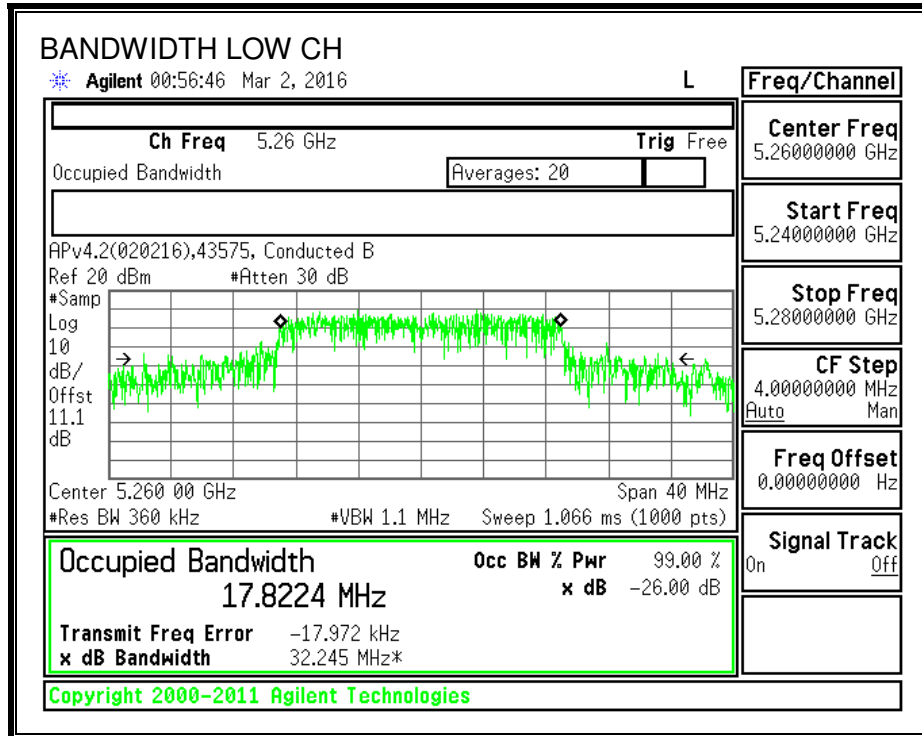 BANDWIDTH LOW CH
Agilent 00:56:46 Mar 2, 2016 L
Freq/Channel
Ch Freq 5.26 GHz Trig Free
Occupied Bandwidth Averages: 20
Center Freq
5.26000000 GHz
Start Freq
5.24000000 GHz
Stop Freq
5.28000000 GHz
CF Step
4.00000000 MHz
Auto Man
Freq Offset
0.00000000 Hz
Signal Track
On Off
APv4.2(020216),43575, Conducted B
Ref 20 dBm #Atten 30 dB
#Samp
Log
10
dB/
Offst
11.1
dB
Center 5.260 00 GHz Span 40 MHz
#Res BW 360 kHz #VBW 1.1 MHz Sweep 1.066 ms (1000 pts)
Occupied Bandwidth Occ BW % Pwr 99.00 %
17.8224 MHz x dB -26.00 dB
Transmit Freq Error -17.972 kHz
x dB Bandwidth 32.245 MHz*
Copyright 2000-2011 Agilent Technologies